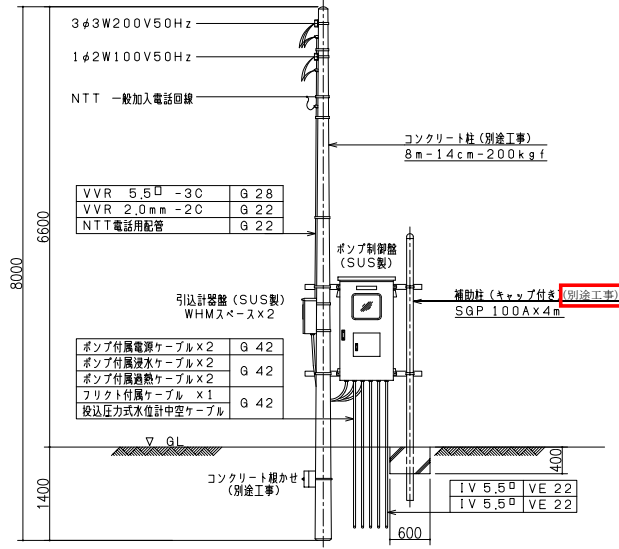 3φ3W200V50Hz
1φ2W100V50Hz
NTT 一般加入電話回線
コンクリート柱(別途工事)
8m-14cm-200kgf
VVR 5.5□ -3C G 28
VVR 2.0mm -2C G 22
NTT電話用配管 G 22
6600
8000
ポンプ制御盤
(SUS製)
引込計器盤(SUS製)
WHMスペース×2
補助柱(キャップ付き)(別途工事)
SGP 100A×4m
ポンプ付属電源ケーブル×2 G 42
ポンプ付属浸水ケーブル×2 G 42
ポンプ付属過熱ケーブル×2
フリクト付属ケーブル ×1 G 42
投込圧力式水位計中空ケーブル
▽ GL
400
1400
コンクリート根かせ
(別途工事)
IV 5.5□ VE 22
IV 5.5□ VE 22
600